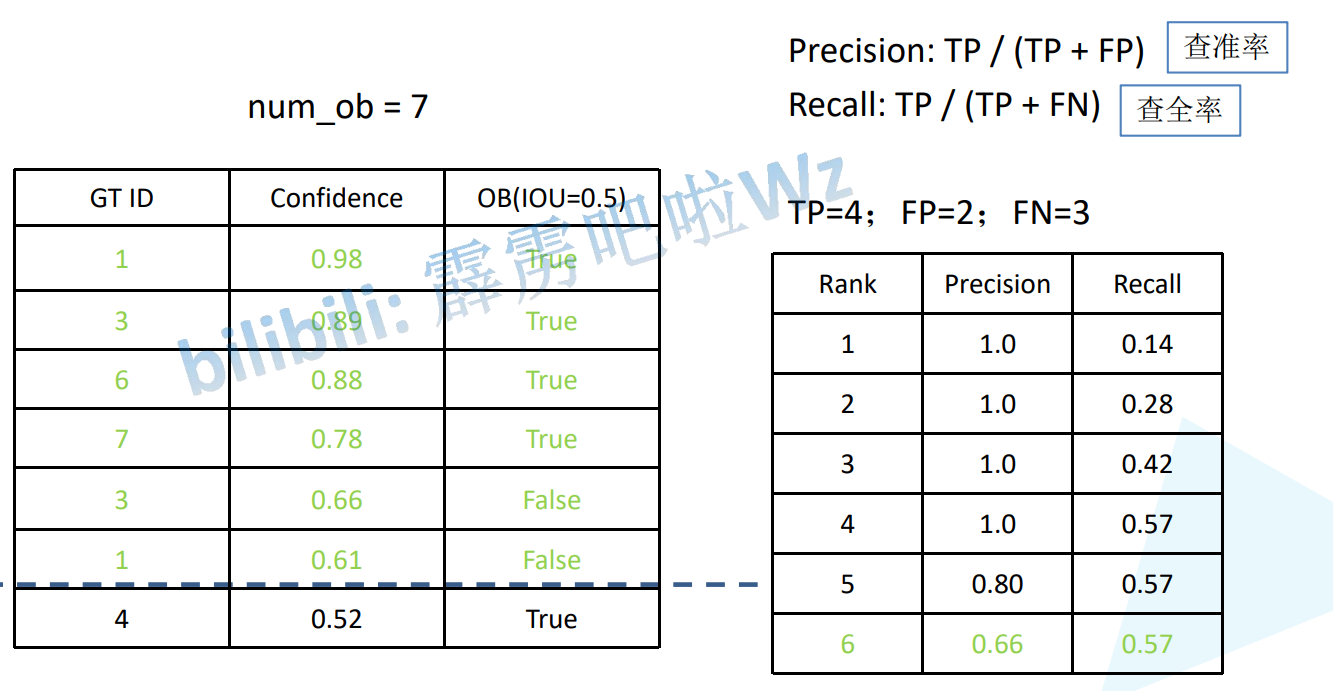 Precision: TP / (TP + FP) 查准率
Recall: TP / (TP + FN) 查全率
num_ob = 7
GT ID Confidence OB(IOU=0.5)
1 0.98 True
3 0.89 True
6 0.88 True
7 0.78 True
3 0.66 False
1 0.61 False
4 0.52 True
bilibili: 霹雳吧啦Wz
TP=4； FP=2； FN=3
Rank Precision Recall
1 1.0 0.14
2 1.0 0.28
3 1.0 0.42
4 1.0 0.57
5 0.80 0.57
6 0.66 0.57